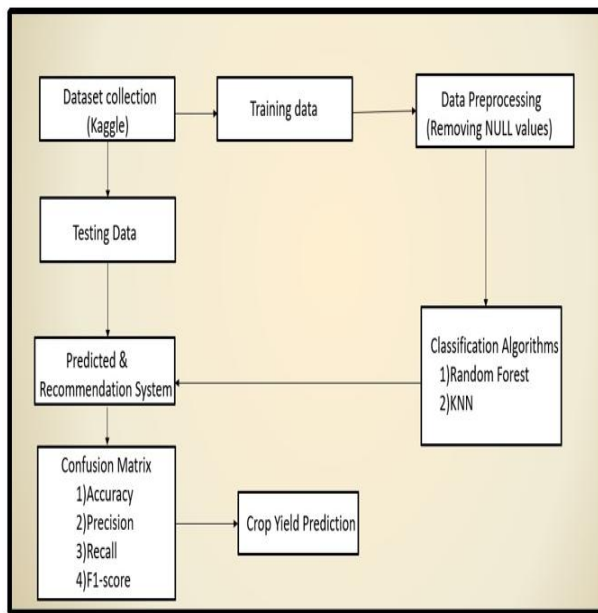 Dataset collection
(Kaggle)
Training data
Data Preprocessing
(Removing NULL values)
Testing Data
Predicted &
Recommendation System
Classification Algorithms
1)Random Forest
2)KNN
Confusion Matrix
1)Accuracy
2)Precision
3)Recall
4)F1-score
Crop Yield Prediction